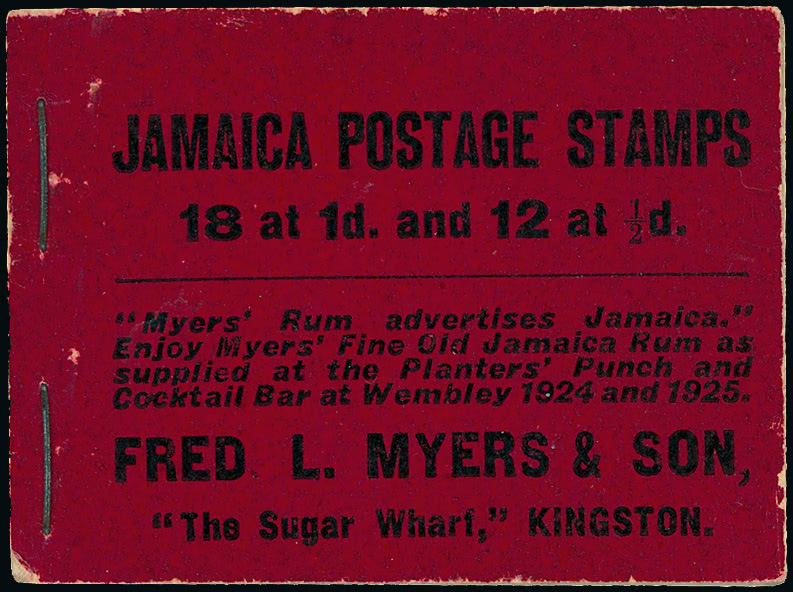 JAMAICA POSTAGE STAMPS
18 at 1d. and 12 at ½d.
"Myers' Rum advertises Jamaica."
Enjoy Myers' Fine Old Jamaica Rum as
supplied at the Planters' Punch and
Cocktail Bar at Wembley 1924 and 1925.
FRED. L. MYERS & SON,
"The Sugar Wharf," KINGSTON.